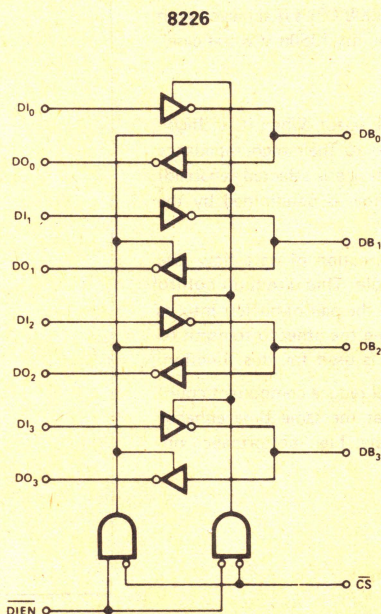 8226
DI0
DB0
DO0
DI1
DB1
DO1
DI2
DB2
DO2
DI3
DB3
DO3
CS
DIEN